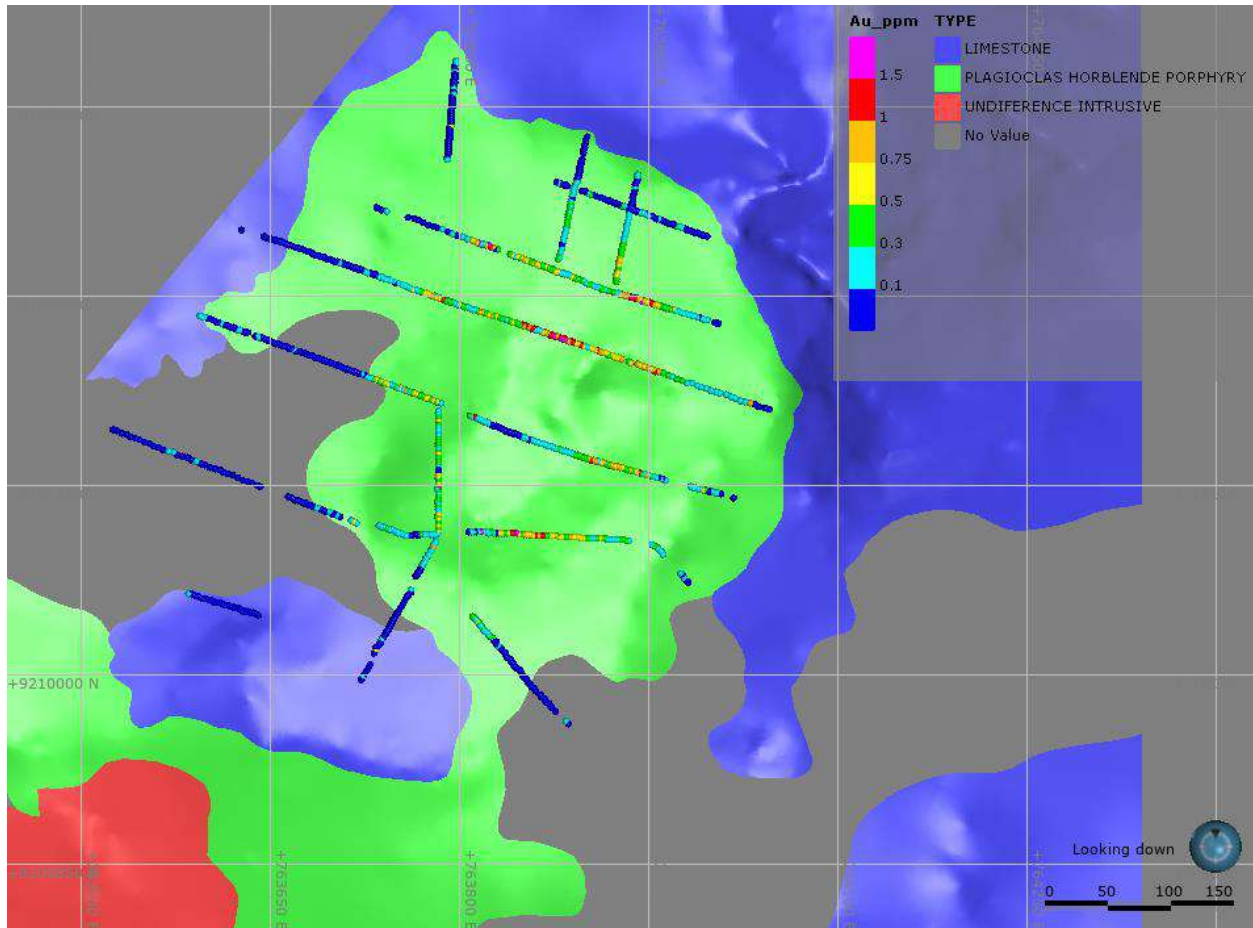 Au_ppm TYPE
LIMESTONE
1.5
PLAGIOCLAS HORBLENDE PORPHYRY
1
UNDIFERENCE INTRUSIVE
0.75
No Value
0.5
0.3
0.1
+9210000 N
+763650 E
+763800 E
Looking down
0 50 100 150